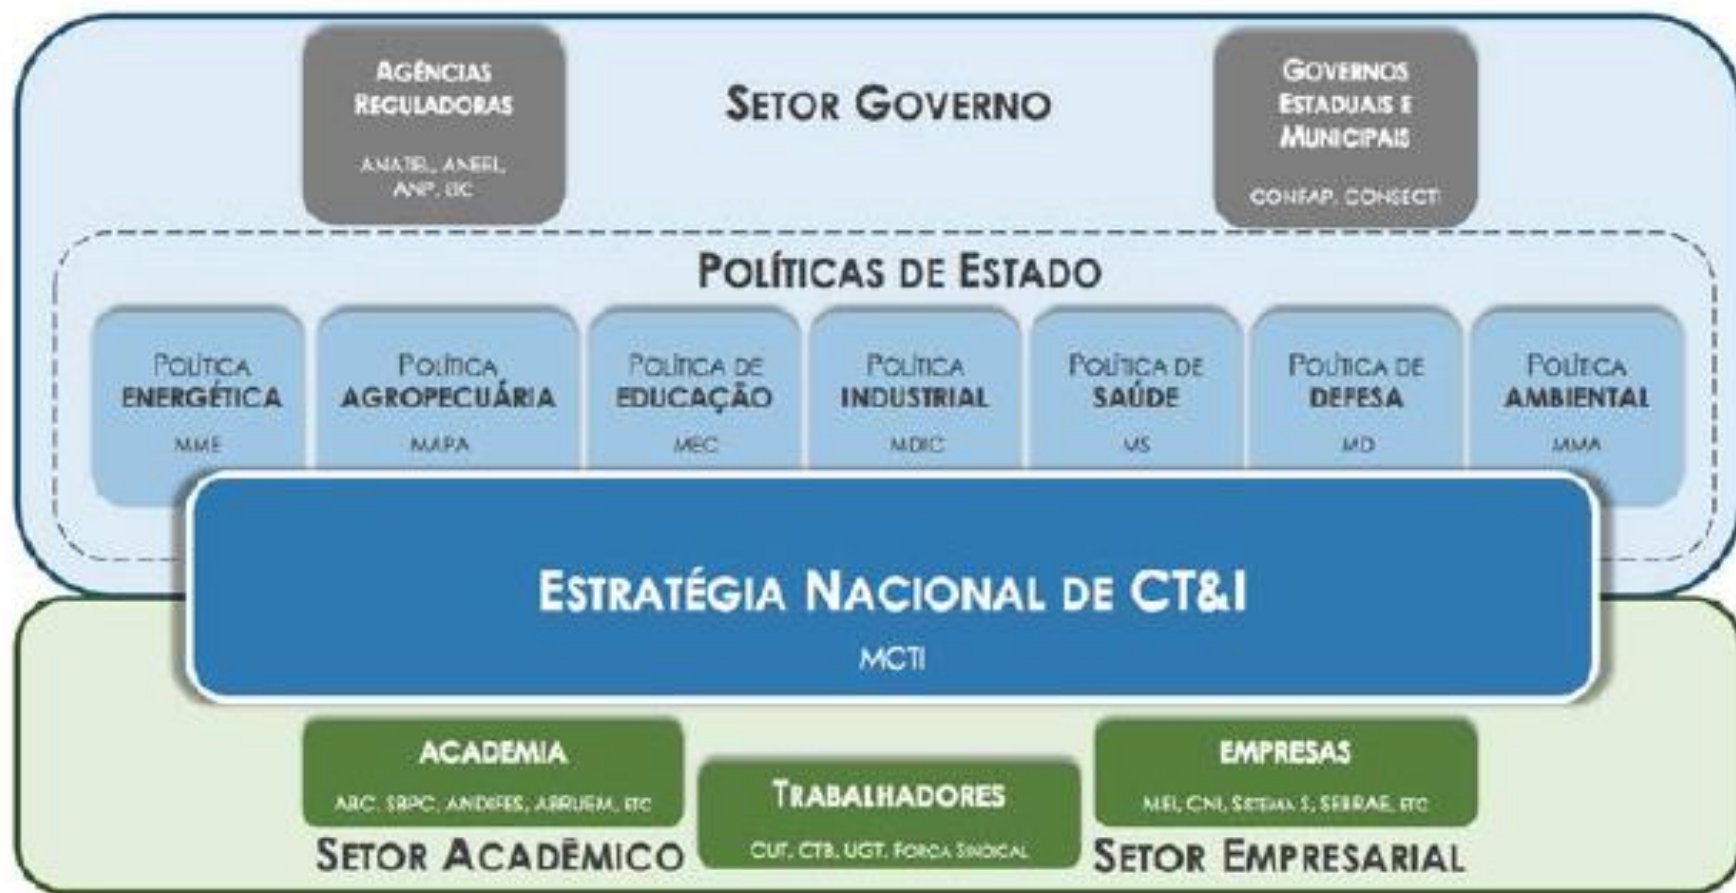 AGÊNCIAS
REGULADORAS
ANATEL, ANEEL,
ANP, ETC
SETOR GOVERNO
GOVERNOS
ESTADUAIS E
MUNICIPAIS
CONFAP, CONSECTI
POLÍTICAS DE ESTADO
POLÍTICA
ENERGÉTICA
MME
POLÍTICA
AGROPECUÁRIA
MAPA
POLÍTICA DE
EDUCAÇÃO
MEC
POLÍTICA
INDUSTRIAL
MDIC
POLÍTICA DE
SAÚDE
MS
POLÍTICA DE
DEFESA
MD
POLÍTICA
AMBIENTAL
MMA
ESTRATÉGIA NACIONAL DE CT&I
MCTI
ACADEMIA
ABC, SBPC, ANDIFES, ABRUEM, ETC
SETOR ACADÊMICO
TRABALHADORES
CUT, CTB, UGT, FORÇA SINDICAL
EMPRESAS
MEI, CNI, SISTEMA S, SEBRAE, ETC
SETOR EMPRESARIAL